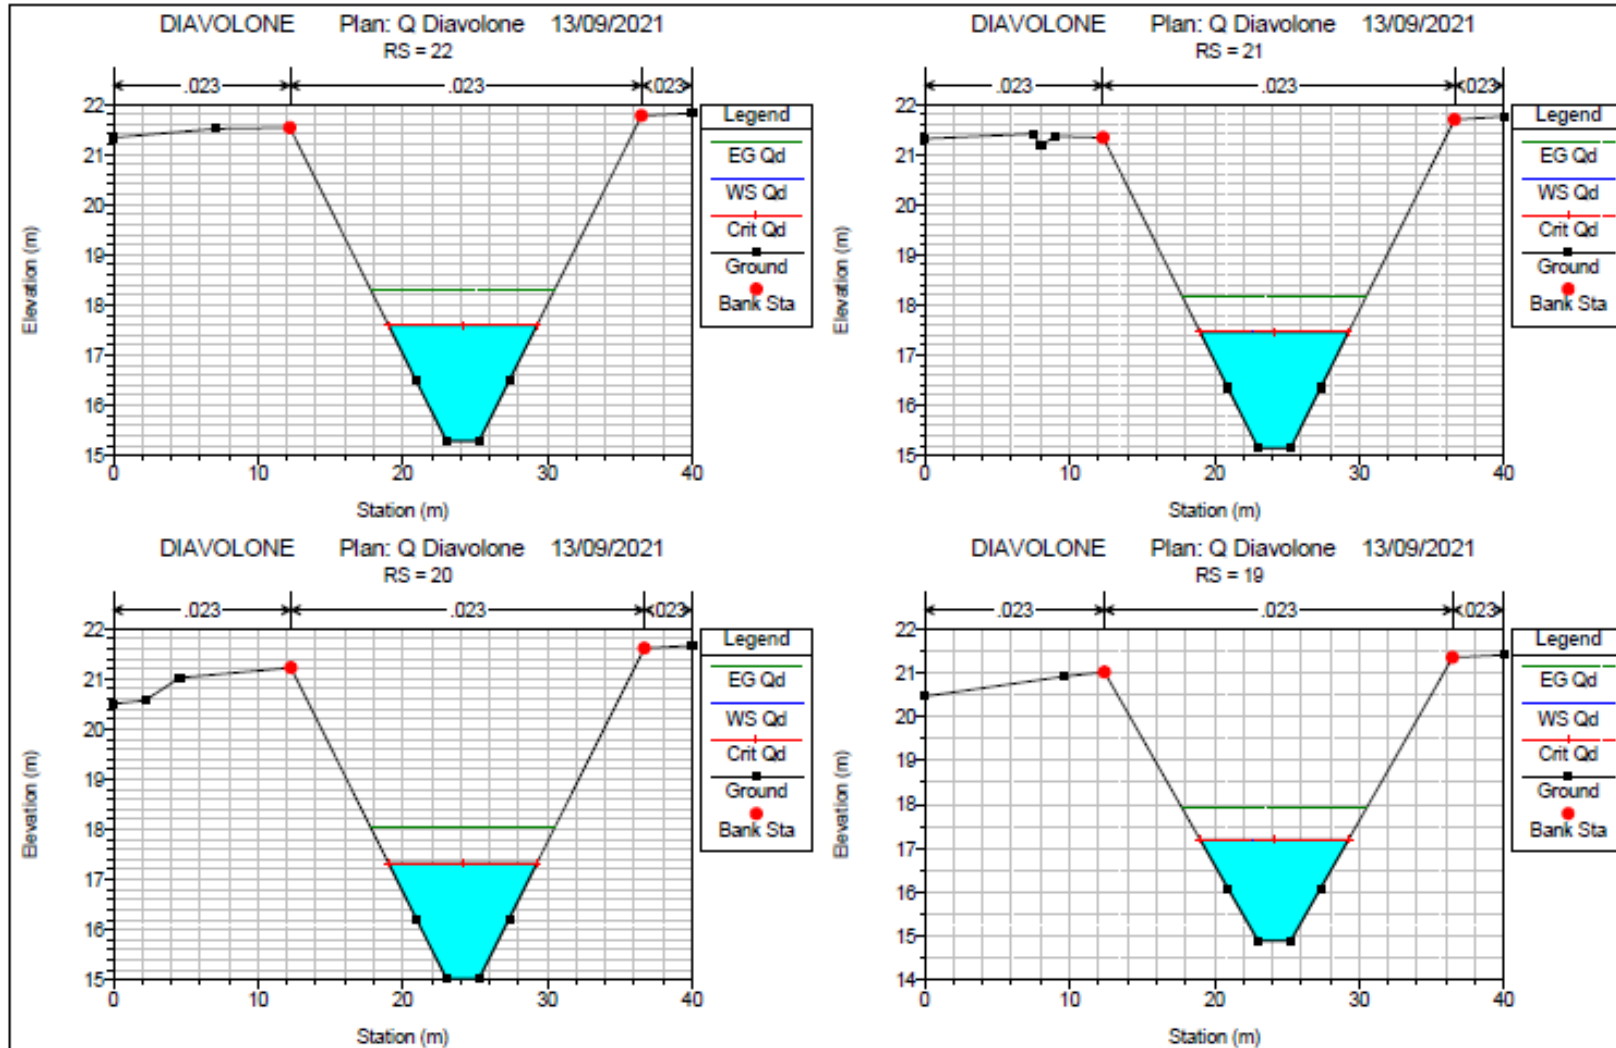 DIAVOLONE Plan: Q Diavolone 13/09/2021
RS = 22
.023 .023 .023
22
21
20
19
18
17
16
15
0 10 20 30 40
Elevation (m)
Station (m)
Legend
EG Qd
WS Qd
Crit Qd
Ground
Bank Sta
DIAVOLONE Plan: Q Diavolone 13/09/2021
RS = 21
.023 .023 .023
22
21
20
19
18
17
16
15
0 10 20 30 40
Elevation (m)
Station (m)
Legend
EG Qd
WS Qd
Crit Qd
Ground
Bank Sta
DIAVOLONE Plan: Q Diavolone 13/09/2021
RS = 20
.023 .023 .023
22
21
20
19
18
17
16
15
0 10 20 30 40
Elevation (m)
Station (m)
Legend
EG Qd
WS Qd
Crit Qd
Ground
Bank Sta
DIAVOLONE Plan: Q Diavolone 13/09/2021
RS = 19
.023 .023 .023
22
21
20
19
18
17
16
15
14
0 10 20 30 40
Elevation (m)
Station (m)
Legend
EG Qd
WS Qd
Crit Qd
Ground
Bank Sta